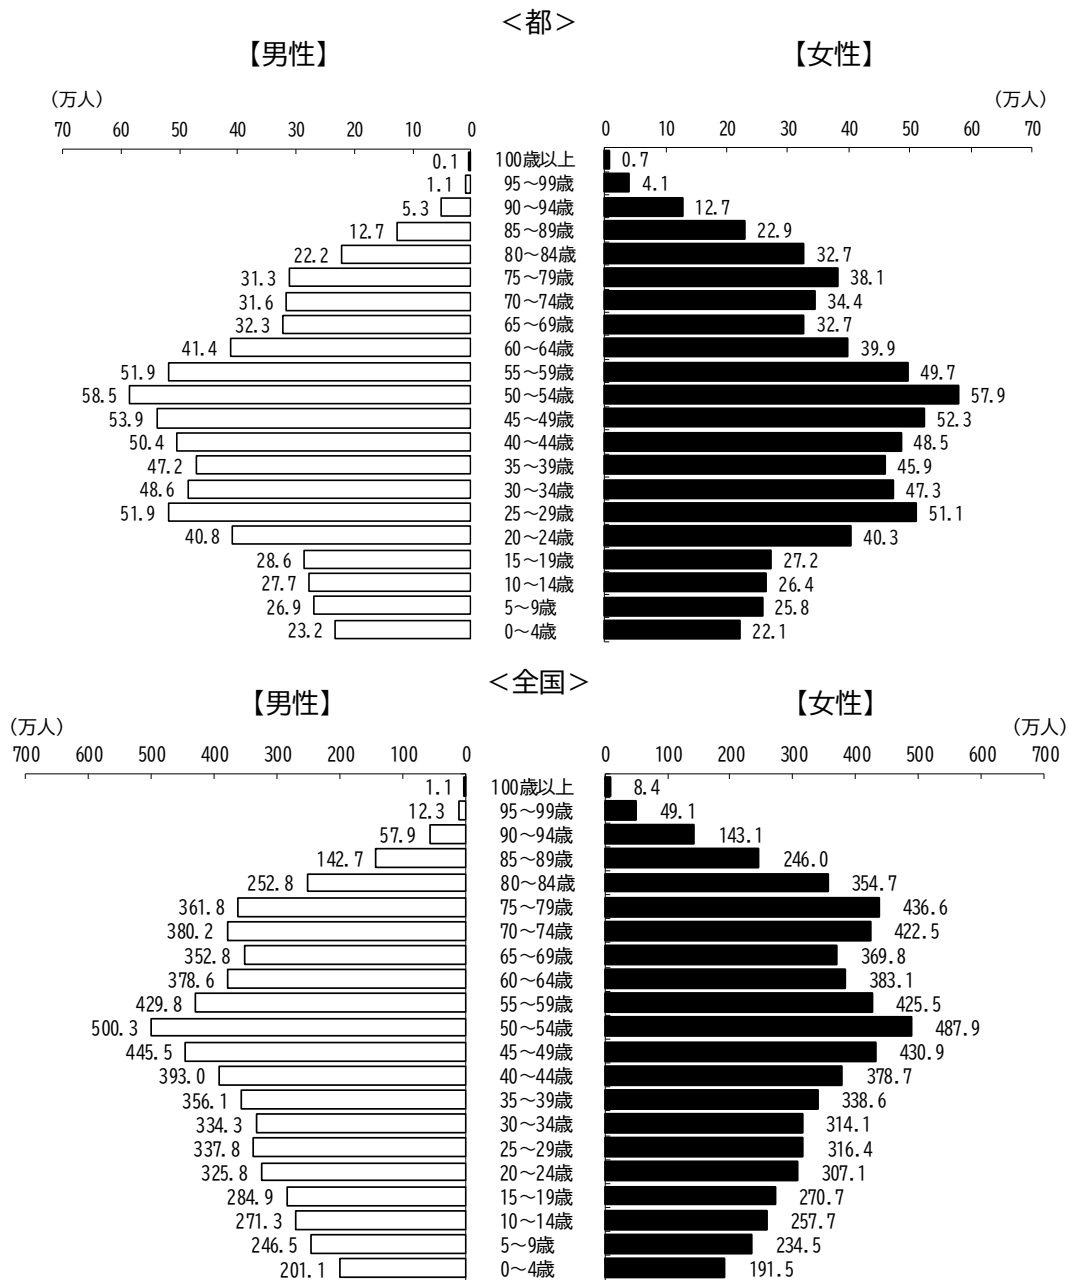 ＜都＞
【男性】 【女性】
(万人) (万人)
70 60 50 40 30 20 10 0 0 10 20 30 40 50 60 70
0.1 100歳以上 0.7
1.1 95～99歳 4.1
5.3 90～94歳 12.7
12.7 85～89歳 22.9
22.2 80～84歳 32.7
31.3 75～79歳 38.1
31.6 70～74歳 34.4
32.3 65～69歳 32.7
41.4 60～64歳 39.9
51.9 55～59歳 49.7
58.5 50～54歳 57.9
53.9 45～49歳 52.3
50.4 40～44歳 48.5
47.2 35～39歳 45.9
48.6 30～34歳 47.3
51.9 25～29歳 51.1
40.8 20～24歳 40.3
28.6 15～19歳 27.2
27.7 10～14歳 26.4
26.9 5～9歳 25.8
23.2 0～4歳 22.1
＜全国＞
【男性】 【女性】
(万人) (万人)
700 600 500 400 300 200 100 0 0 100 200 300 400 500 600 700
1.1 100歳以上 8.4
12.3 95～99歳 49.1
57.9 90～94歳 143.1
142.7 85～89歳 246.0
252.8 80～84歳 354.7
361.8 75～79歳 436.6
380.2 70～74歳 422.5
352.8 65～69歳 369.8
378.6 60～64歳 383.1
429.8 55～59歳 425.5
500.3 50～54歳 487.9
445.5 45～49歳 430.9
393.0 40～44歳 378.7
356.1 35～39歳 338.6
334.3 30～34歳 314.1
337.8 25～29歳 316.4
325.8 20～24歳 307.1
284.9 15～19歳 270.7
271.3 10～14歳 257.7
246.5 5～9歳 234.5
201.1 0～4歳 191.5